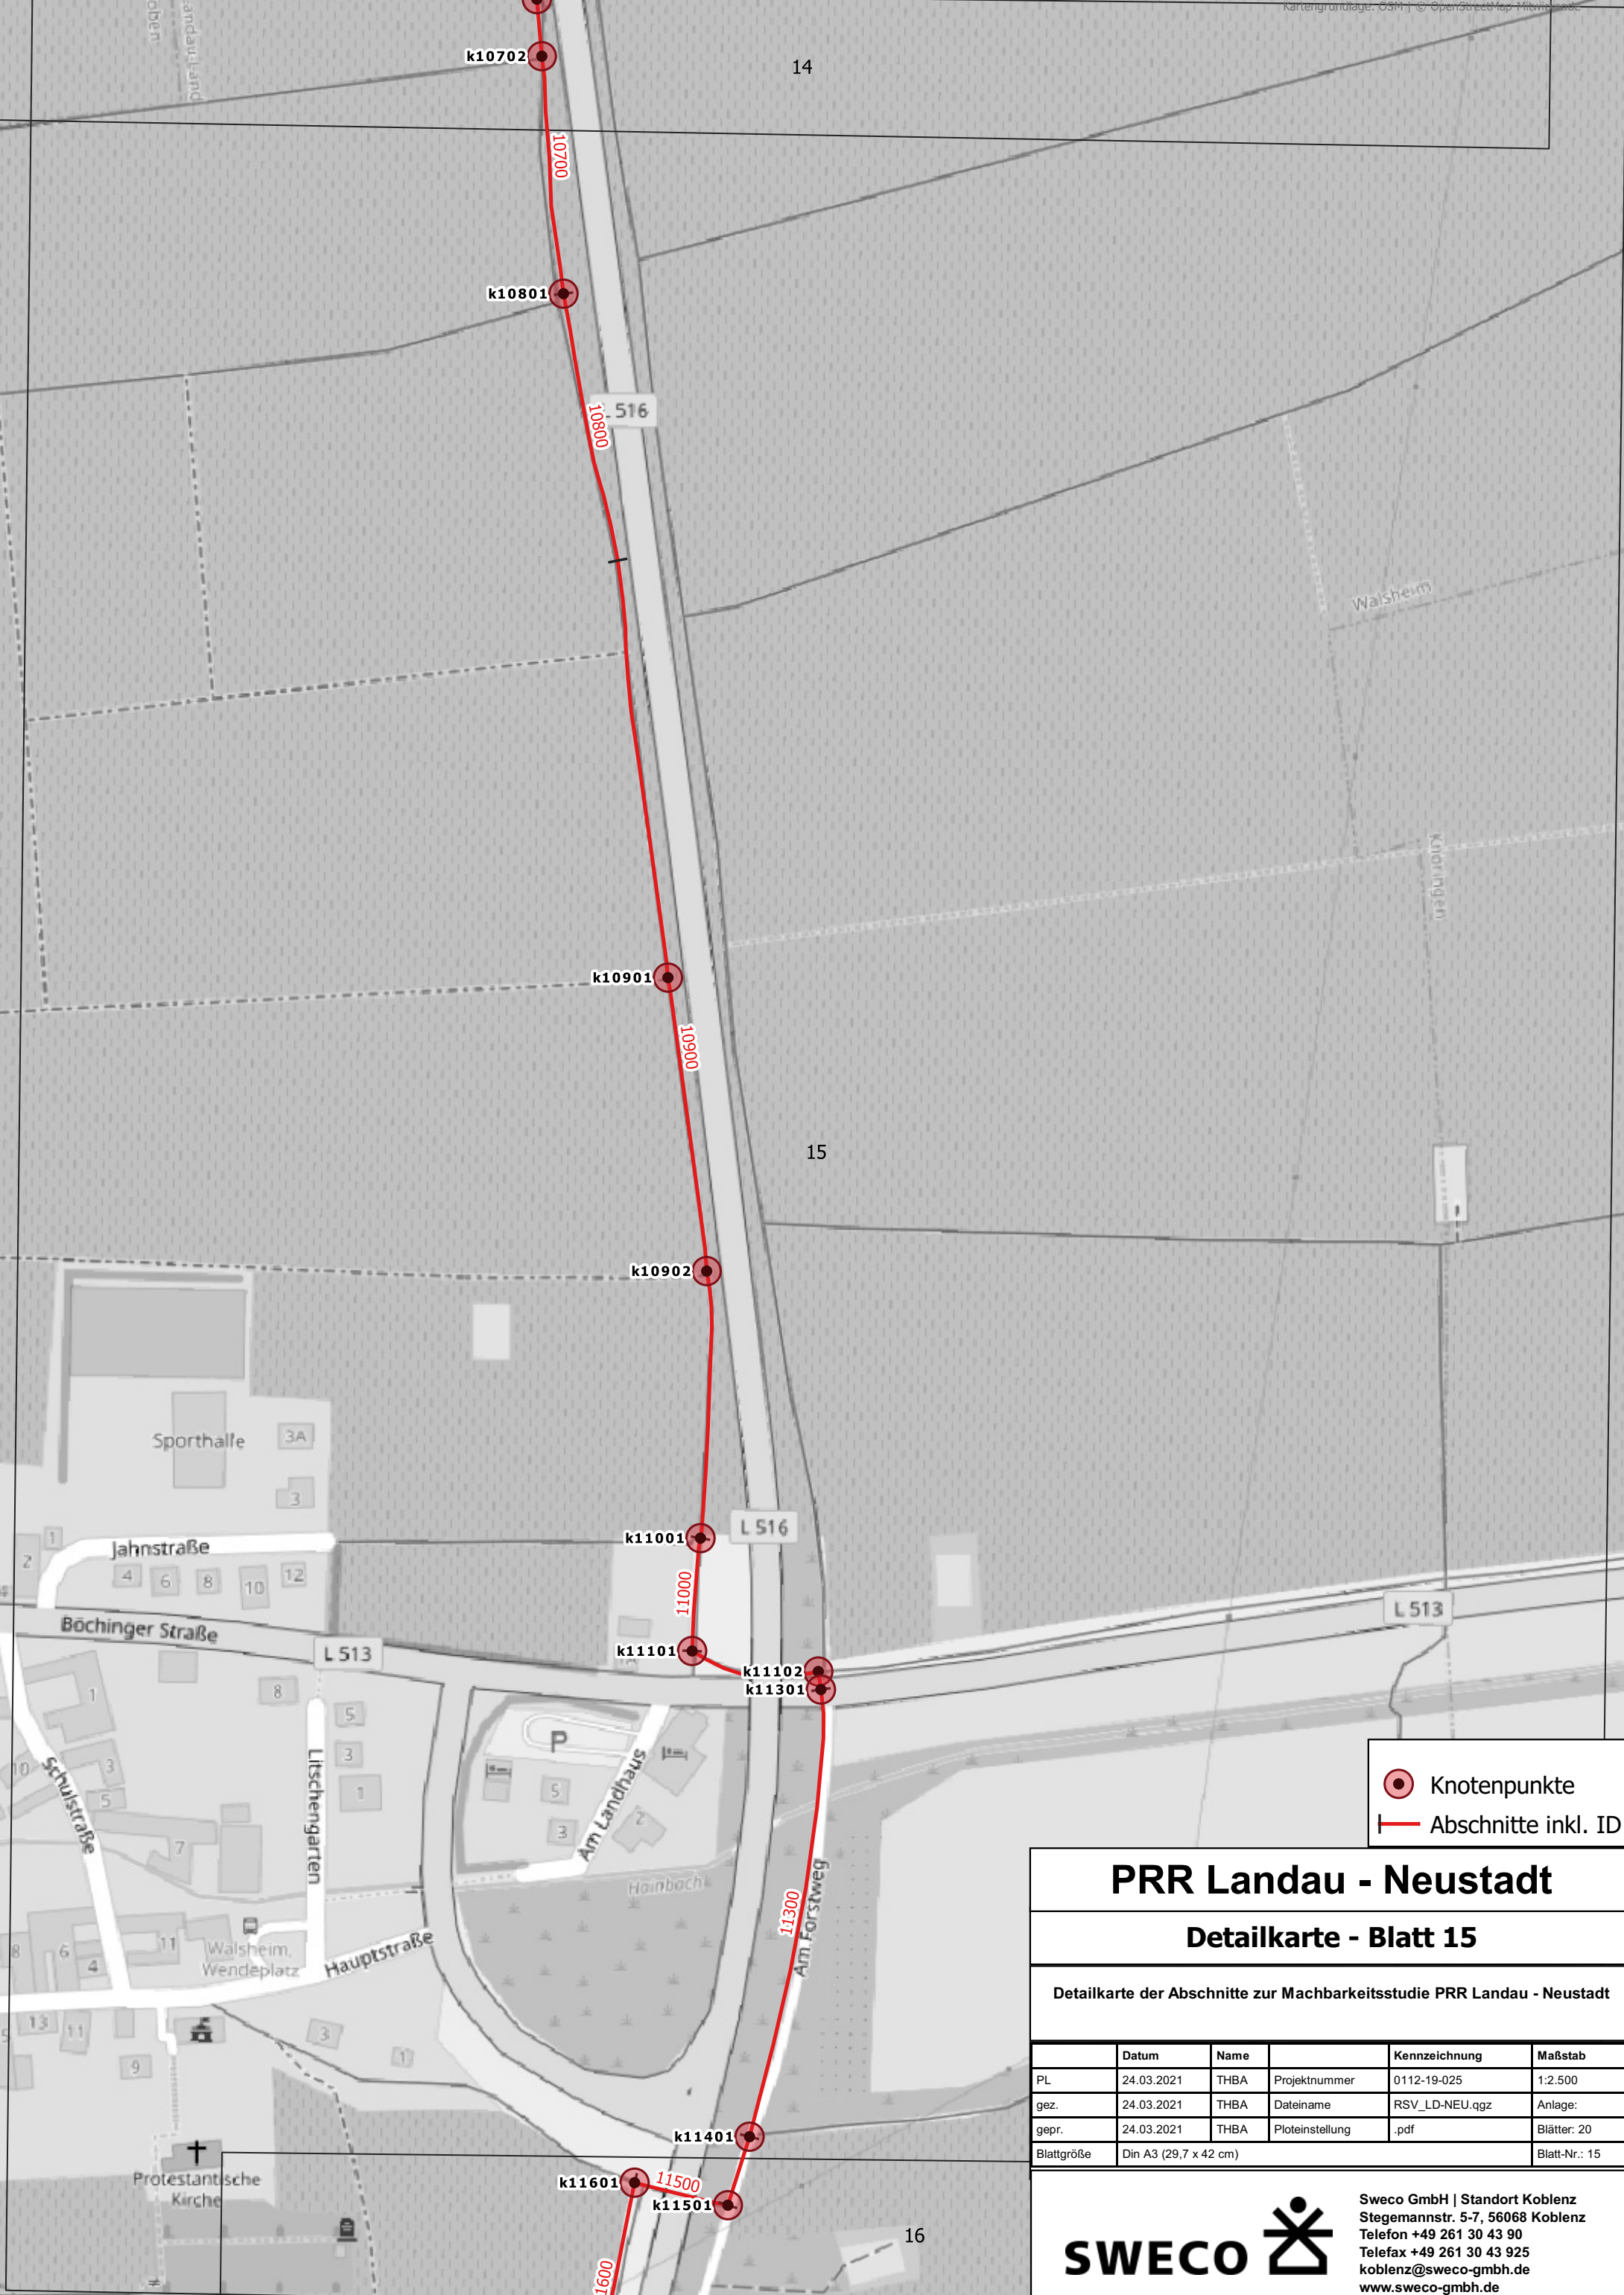 Kartengrundlage: OSM | © OpenStreetMap Mitwirkende
k10702
14
10700
k10801
L 516
10800
Walsheim
Knöringen
k10901
10900
15
k10902
Sporthalle
3A
3
k11001
L 516
Jahnstraße
1
2
4
6
8
10
12
11000
L 513
Böchinger Straße
L 513
k11101
k11102
k11301
1
8
5
3
1
P
5
3
2
Schulstraße
10
3
5
7
Litschengarten
Am Landhaus
Hainbach
11300
Am Forstweg
8
6
4
11
Walsheim,
Wendeplatz
Hauptstraße
13
11
9
3
1
k11401
Protestantische
Kirche
k11601
11500
k11501
16
Knotenpunkte
Abschnitte inkl. ID
PRR Landau - Neustadt
Detailkarte - Blatt 15
Detailkarte der Abschnitte zur Machbarkeitsstudie PRR Landau - Neustadt
Datum Name Kennzeichnung Maßstab
PL 24.03.2021 THBA Projektnummer 0112-19-025 1:2.500
gez. 24.03.2021 THBA Dateiname RSV_LD-NEU.qgz Anlage:
gepr. 24.03.2021 THBA Ploteinstellung .pdf Blätter: 20
Blattgröße Din A3 (29,7 x 42 cm) Blatt-Nr.: 15
SWECO
Sweco GmbH | Standort Koblenz
Stegemannstr. 5-7, 56068 Koblenz
Telefon +49 261 30 43 90
Telefax +49 261 30 43 925
koblenz@sweco-gmbh.de
www.sweco-gmbh.de